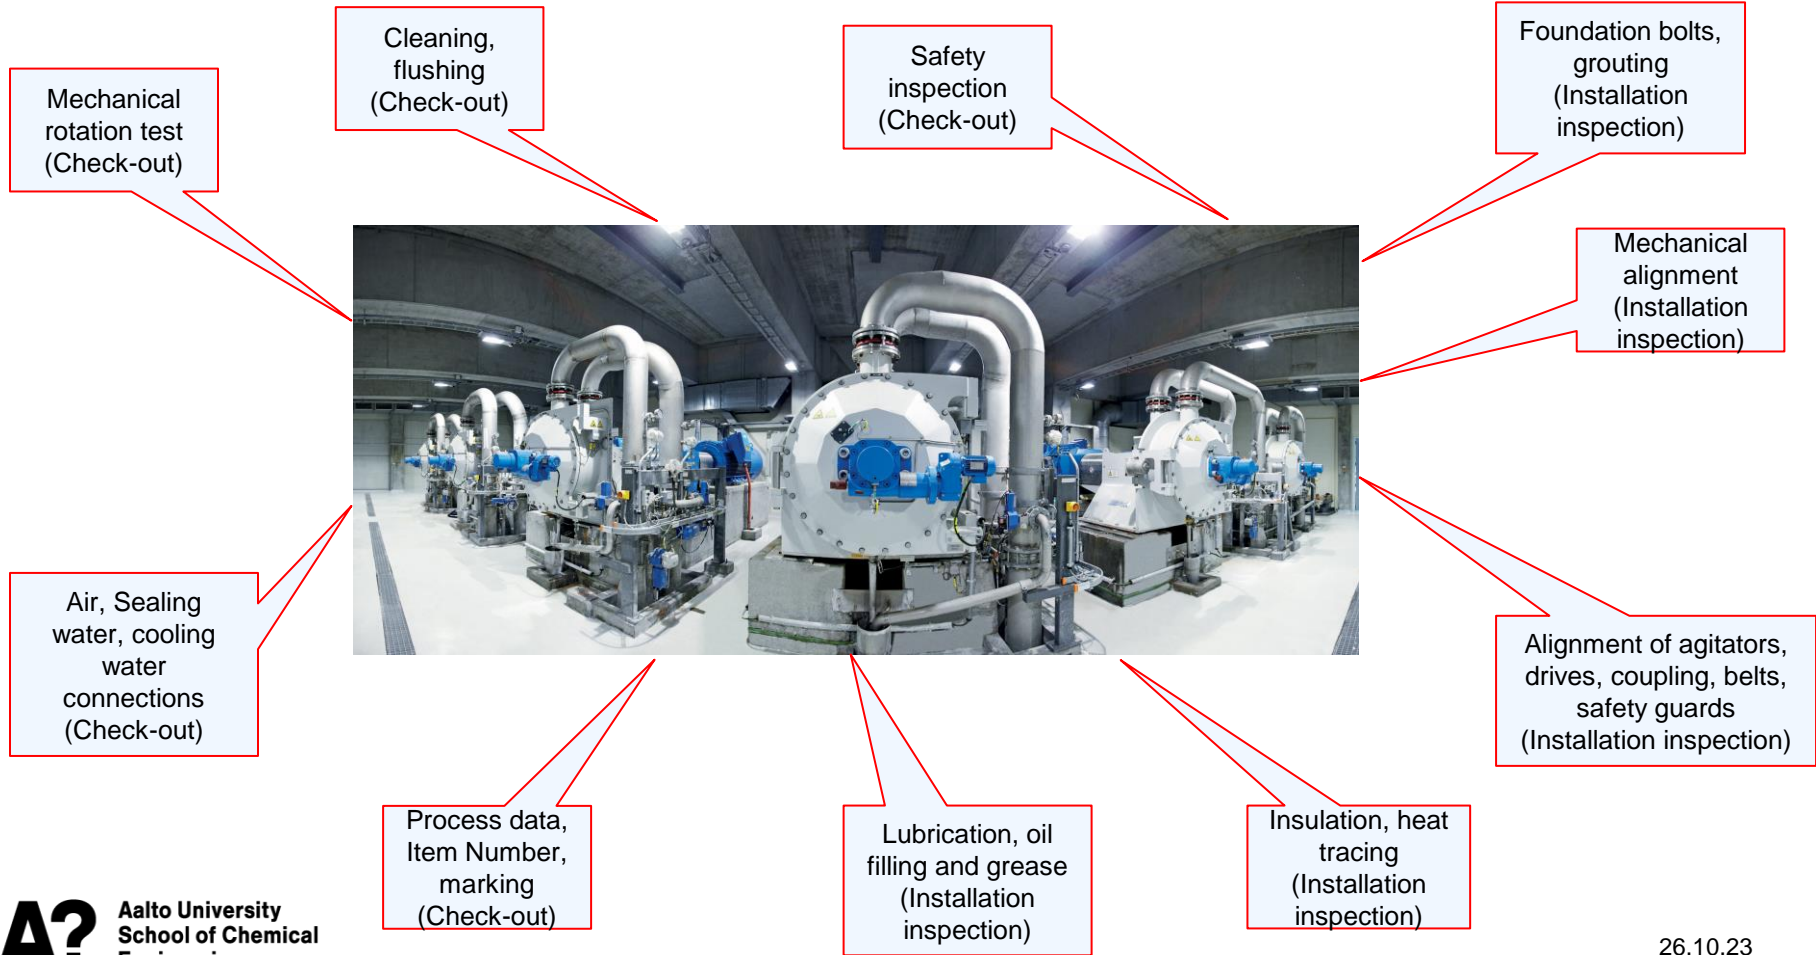 Cleaning,
flushing
(Check-out)
Safety
inspection
(Check-out)
Foundation bolts,
grouting
(Installation
inspection)
Mechanical
rotation test
(Check-out)
Mechanical
alignment
(Installation
inspection)
Air, Sealing
water, cooling
water
connections
(Check-out)
Alignment of agitators,
drives, coupling, belts,
safety guards
(Installation inspection)
Process data,
Item Number,
marking
(Check-out)
Lubrication, oil
filling and grease
(Installation
inspection)
Insulation, heat
tracing
(Installation
inspection)
A?
Aalto University
School of Chemical
26.10.23